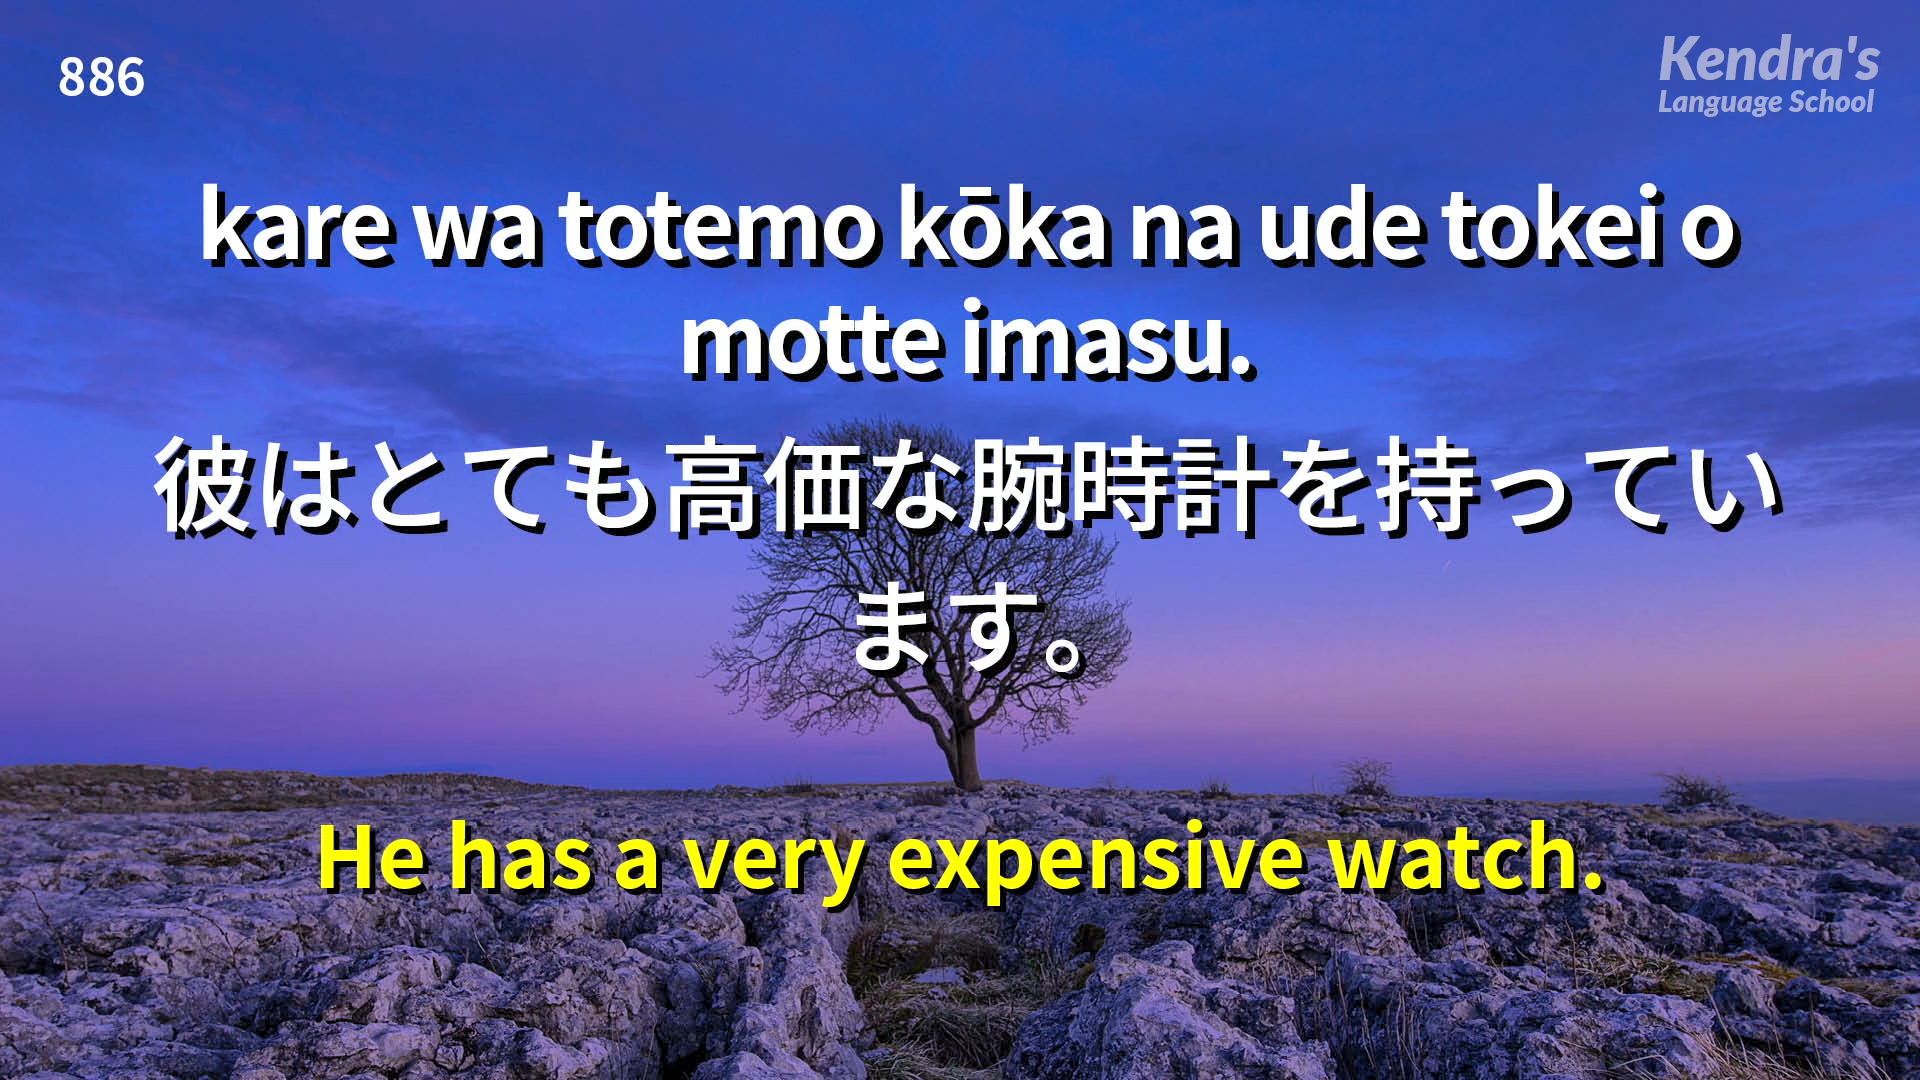 886
Kendra's
Language School
kare wa totemo kōka na ude tokei o
motte imasu.
彼はとても高価な腕時計を持ってい
ます。
He has a very expensive watch.